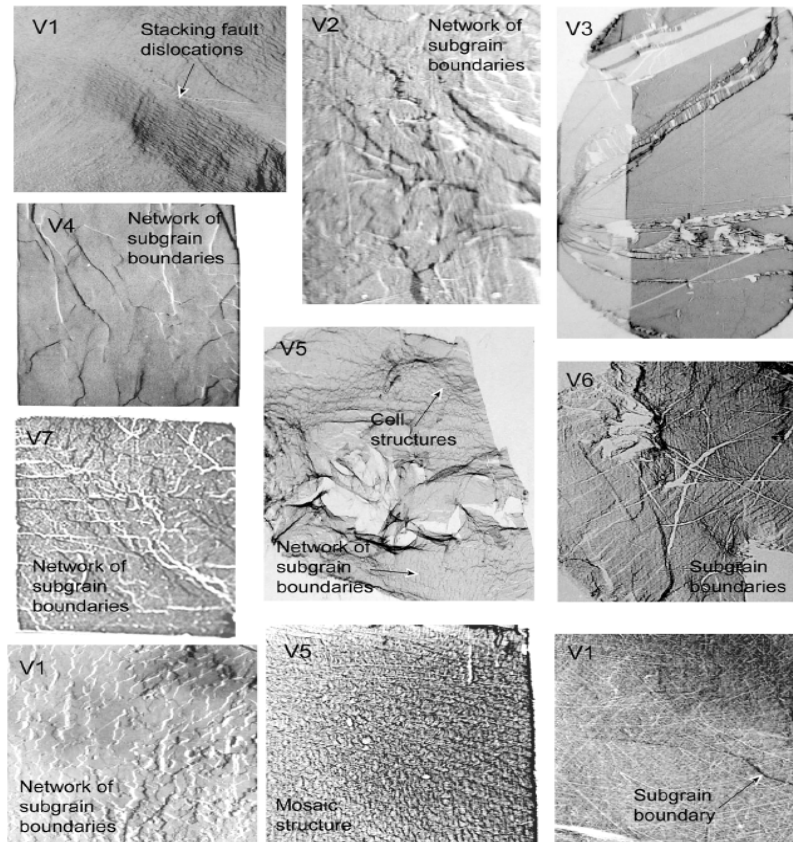 V1
Stacking fault
dislocations
V2
Network of
subgrain
boundaries
V3
V4
Network of
subgrain
boundaries
V5
Cell
structures
Network of
subgrain
boundaries
V6
Subgrain
boundaries
V7
Network of
subgrain
boundaries
V1
Network of
subgrain
boundaries
V5
Mosaic
structure
V1
Subgrain
boundary